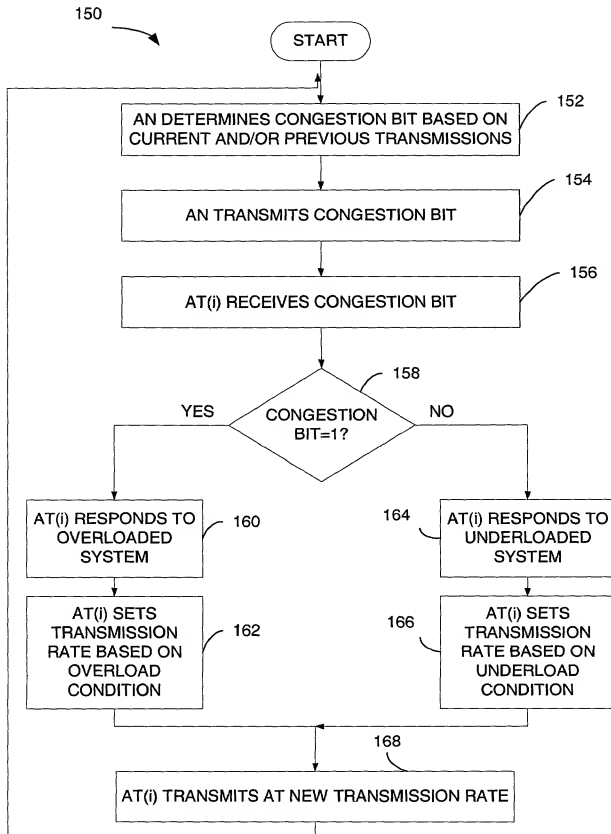 150
START
AN DETERMINES CONGESTION BIT BASED ON
CURRENT AND/OR PREVIOUS TRANSMISSIONS
152
AN TRANSMITS CONGESTION BIT
154
AT(i) RECEIVES CONGESTION BIT
156
158
YES
CONGESTION
BIT=1?
NO
AT(i) RESPONDS TO
OVERLOADED
SYSTEM
160
164
AT(i) RESPONDS TO
UNDERLOADED
SYSTEM
AT(i) SETS
TRANSMISSION
RATE BASED ON
OVERLOAD
CONDITION
162
166
AT(i) SETS
TRANSMISSION
RATE BASED ON
UNDERLOAD
CONDITION
168
AT(i) TRANSMITS AT NEW TRANSMISSION RATE